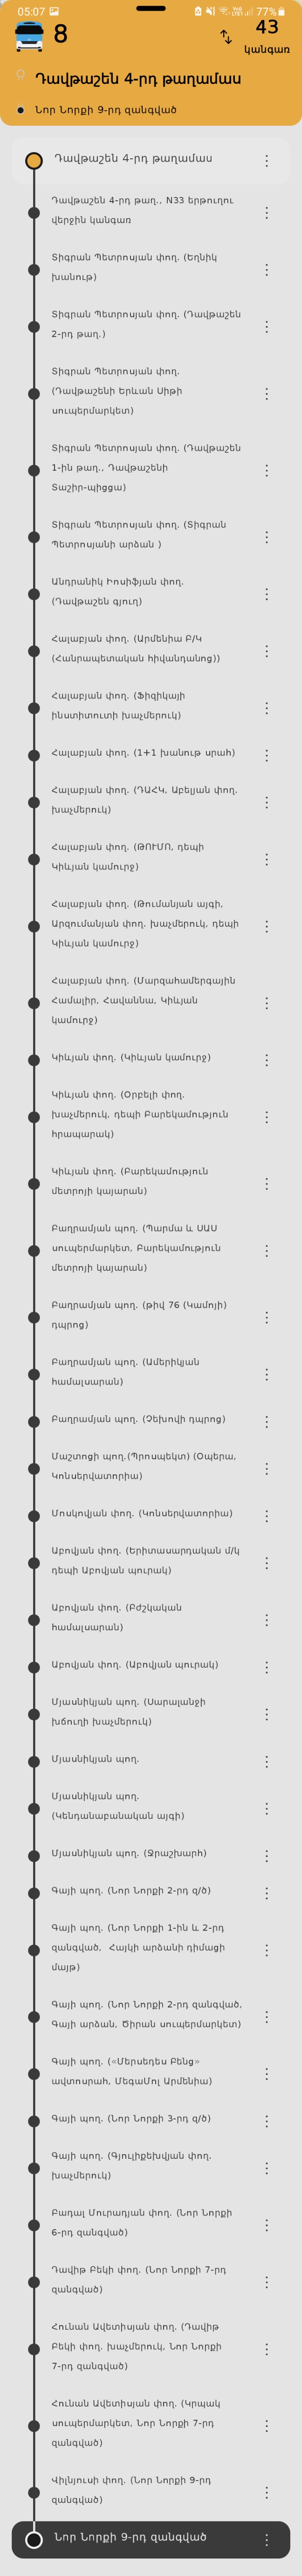 05:07
77%
8
43
կանգառ
Դավթաշեն 4-րդ թաղամաս
Նոր Նորքի 9-րդ զանգված
Դավթաշեն 4-րդ թաղամաս
Դավթաշեն 4-րդ թաղ., N33 երթուղու
վերջին կանգառ
Տիգրան Պետրոսյան փող. (Եղնիկ
խանութ)
Տիգրան Պետրոսյան փող. (Դավթաշեն
2-րդ թաղ.)
Տիգրան Պետրոսյան փող.
(Դավթաշենի Երևան Սիթի
սուպերմարկետ)
Տիգրան Պետրոսյան փող. (Դավթաշեն
1-ին թաղ., Դավթաշենի
Տաշիր-պիցցա)
Տիգրան Պետրոսյան փող. (Տիգրան
Պետրոսյանի արձան )
Անդրանիկ Իոսիֆյան փող.
(Դավթաշեն գյուղ)
Հալաբյան փող. (Արմենիա Բ/Կ
(Հանրապետական հիվանդանոց))
Հալաբյան փող. (Ֆիզիկայի
ինստիտուտի խաչմերուկ)
Հալաբյան փող. (1+1 խանութ սրահ)
Հալաբյան փող. (ԴԱՀԿ, Աբելյան փող.
խաչմերուկ)
Հալաբյան փող. (ԹՈՒՄՈ, դեպի
Կիևյան կամուրջ)
Հալաբյան փող. (Թումանյան այգի,
Արզումանյան փող. խաչմերուկ, դեպի
Կիևյան կամուրջ)
Հալաբյան փող. (Մարզահամերգային
Համալիր, Հավաննա, Կիևյան
կամուրջ)
Կիևյան փող. (Կիևյան կամուրջ)
Կիևյան փող. (Օրբելի փող.
խաչմերուկ, դեպի Բարեկամություն
հրապարակ)
Կիևյան փող. (Բարեկամություն
մետրոյի կայարան)
Բաղրամյան պող. (Պարմա և ՍԱՍ
սուպերմարկետ, Բարեկամություն
մետրոյի կայարան)
Բաղրամյան պող. (թիվ 76 (Կամոյի)
դպրոց)
Բաղրամյան պող. (Ամերիկյան
համալսարան)
Բաղրամյան պող. (Չեխովի դպրոց)
Մաշտոցի պող.(Պրոսպեկտ) (Օպերա,
Կոնսերվատորիա)
Մոսկովյան փող. (Կոնսերվատորիա)
Աբովյան փող. (Երիտասարդական մ/կ
դեպի Աբովյան պուրակ)
Աբովյան փող. (Բժշկական
համալսարան)
Աբովյան փող. (Աբովյան պուրակ)
Մյասնիկյան պող. (Սարալանջի
խճուղի խաչմերուկ)
Մյասնիկյան պող.
Մյասնիկյան պող.
(Կենդանաբանական այգի)
Մյասնիկյան պող. (Ջրաշխարհ)
Գայի պող. (Նոր Նորքի 2-րդ զ/ծ)
Գայի պող. (Նոր Նորքի 1-ին և 2-րդ
զանգված,  Հայկի արձանի դիմացի
մայթ)
Գայի պող. (Նոր Նորքի 2-րդ զանգված,
Գայի արձան, Ծիրան սուպերմարկետ)
Գայի պող. («Մերսեդես Բենց»
ավտոսրահ, ՄեգաՄոլ Արմենիա)
Գայի պող. (Նոր Նորքի 3-րդ զ/ծ)
Գայի պող. (Գյուլիքեխվյան փող.
խաչմերուկ)
Բադալ Մուրադյան փող. (Նոր Նորքի
6-րդ զանգված)
Դավիթ Բեկի փող. (Նոր Նորքի 7-րդ
զանգված)
Հունան Ավետիսյան փող. (Դավիթ
Բեկի փող. խաչմերուկ, Նոր Նորքի
7-րդ զանգված)
Հունան Ավետիսյան փող. (Կրպակ
սուպերմարկետ, Նոր Նորքի 7-րդ
զանգված)
Վիլնյուսի փող. (Նոր Նորքի 9-րդ
զանգված)
Նոր Նորքի 9-րդ զանգված